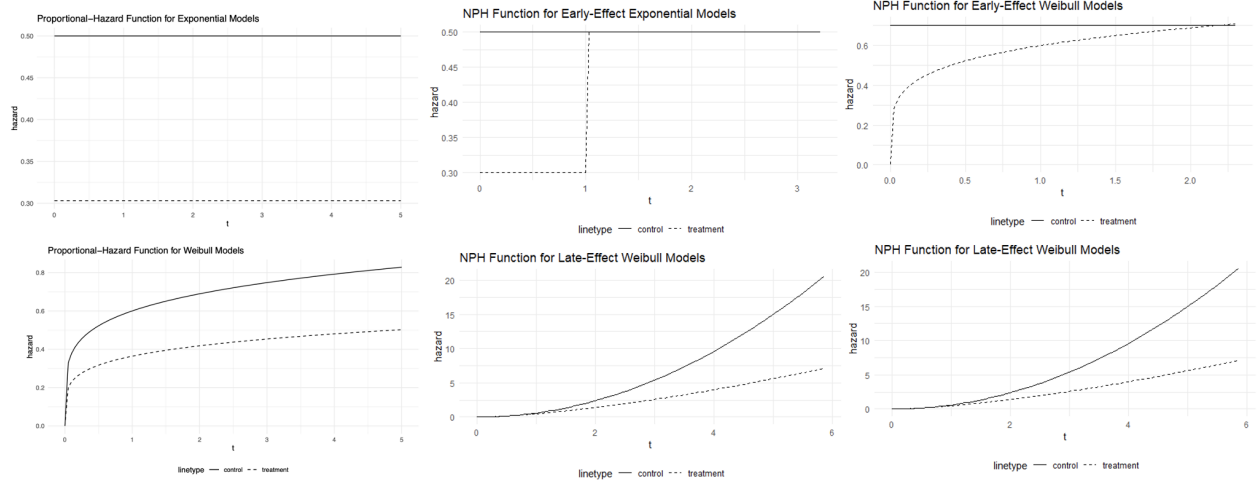 Proportional-Hazard Function for Exponential Models
0.50
0.45
0.40
0.35
0.30
hazard
0 1 2 3 4 5
t
NPH Function for Early-Effect Exponential Models
0.50
0.45
0.40
0.35
0.30
hazard
0 1 2 3
t
linetype control treatment
NPH Function for Early-Effect Weibull Models
0.6
0.4
0.2
0.0
hazard
0.0 0.5 1.0 1.5 2.0
t
linetype control treatment
Proportional-Hazard Function for Weibull Models
0.8
0.6
0.4
0.2
0.0
hazard
0 1 2 3 4 5
t
linetype control treatment
NPH Function for Late-Effect Weibull Models
20
15
10
5
0
hazard
0 2 4 6
t
linetype control treatment
NPH Function for Late-Effect Weibull Models
20
15
10
5
0
hazard
0 2 4 6
t
linetype control treatment